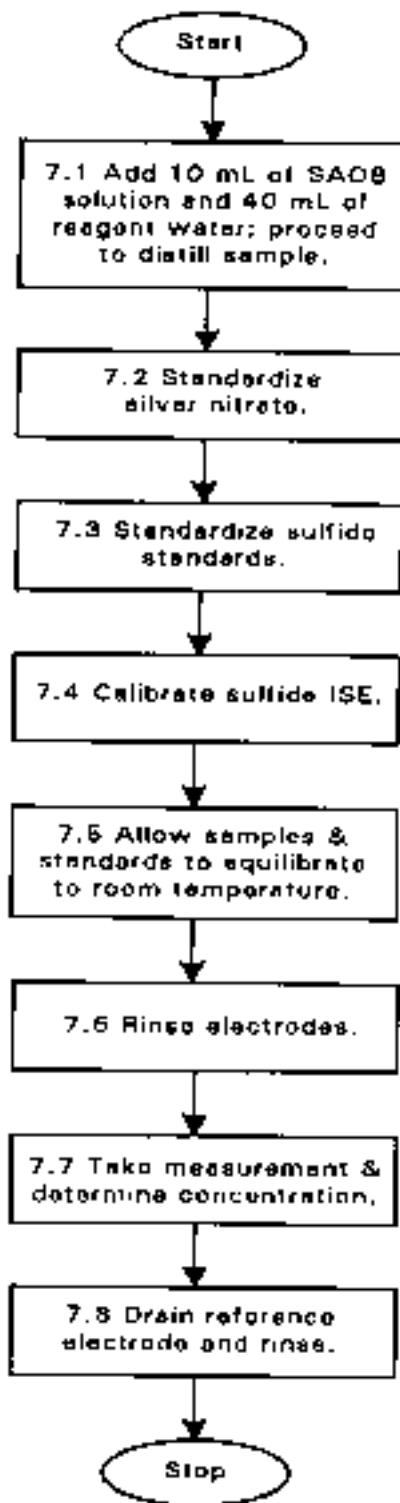 Start
7.1 Add 10 mL of SAOB
solution and 40 mL of
reagent water; proceed
to distill sample.
7.2 Standardize
silver nitrate.
7.3 Standardize sulfide
standards.
7.4 Calibrate sulfide ISE.
7.5 Allow samples &
standards to equilibrate
to room temperature.
7.6 Rinse electrodes.
7.7 Take measurement &
determine concentration.
7.8 Drain reference
electrode and rinse.
Stop